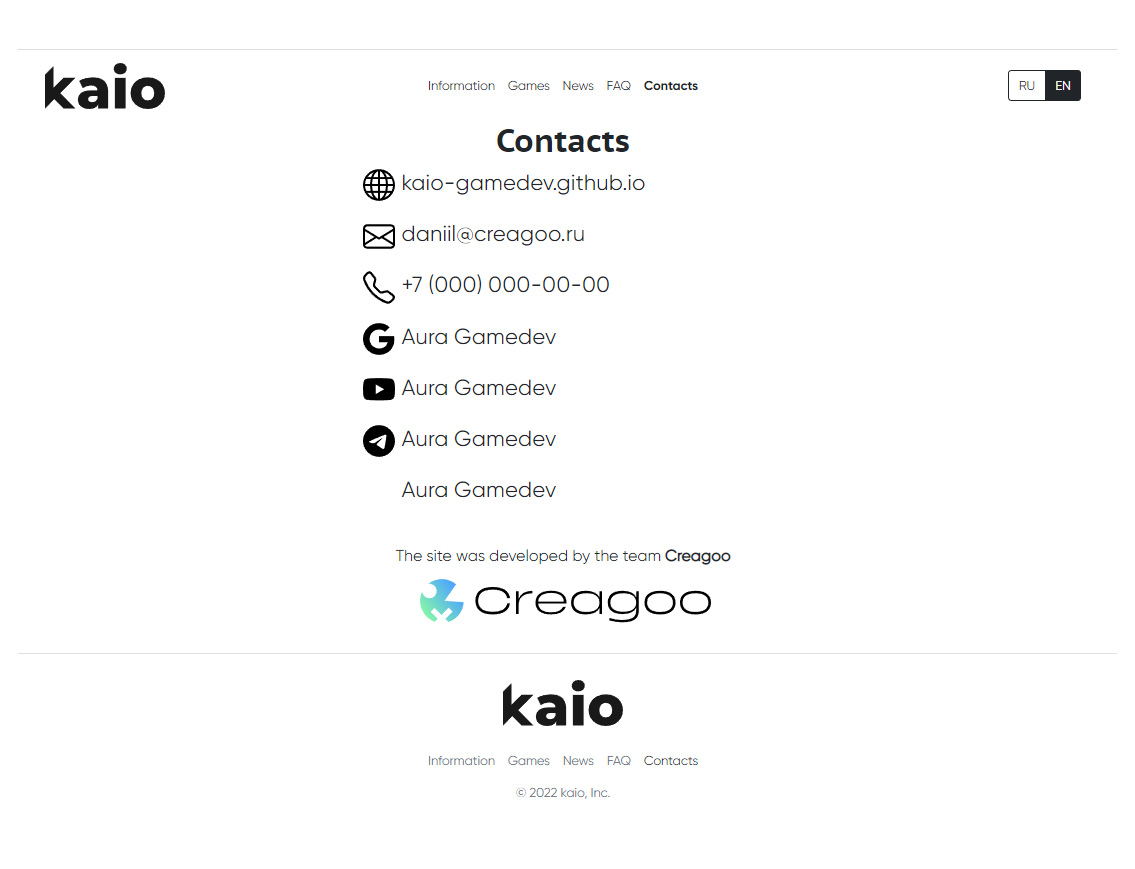 kaio
Information Games News FAQ Contacts
RU EN
Contacts
kaio-gamedev.github.io
daniil@creagoo.ru
+7 (000) 000-00-00
Aura Gamedev
Aura Gamedev
Aura Gamedev
Aura Gamedev
The site was developed by the team Creagoo
Creagoo
kaio
Information Games News FAQ Contacts
© 2022 kaio, Inc.